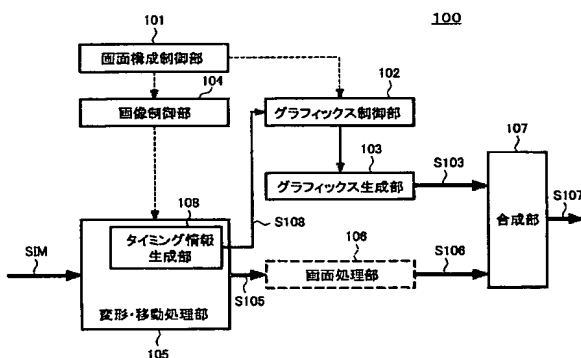 100
101
画面構成制御部
104
画像制御部
102
グラフィックス制御部
103
グラフィックス生成部
S103
107
合成部
S107
108
タイミング情報
生成部
S108
SIM
変形・移動処理部
105
S105
106
画面処理部
S106